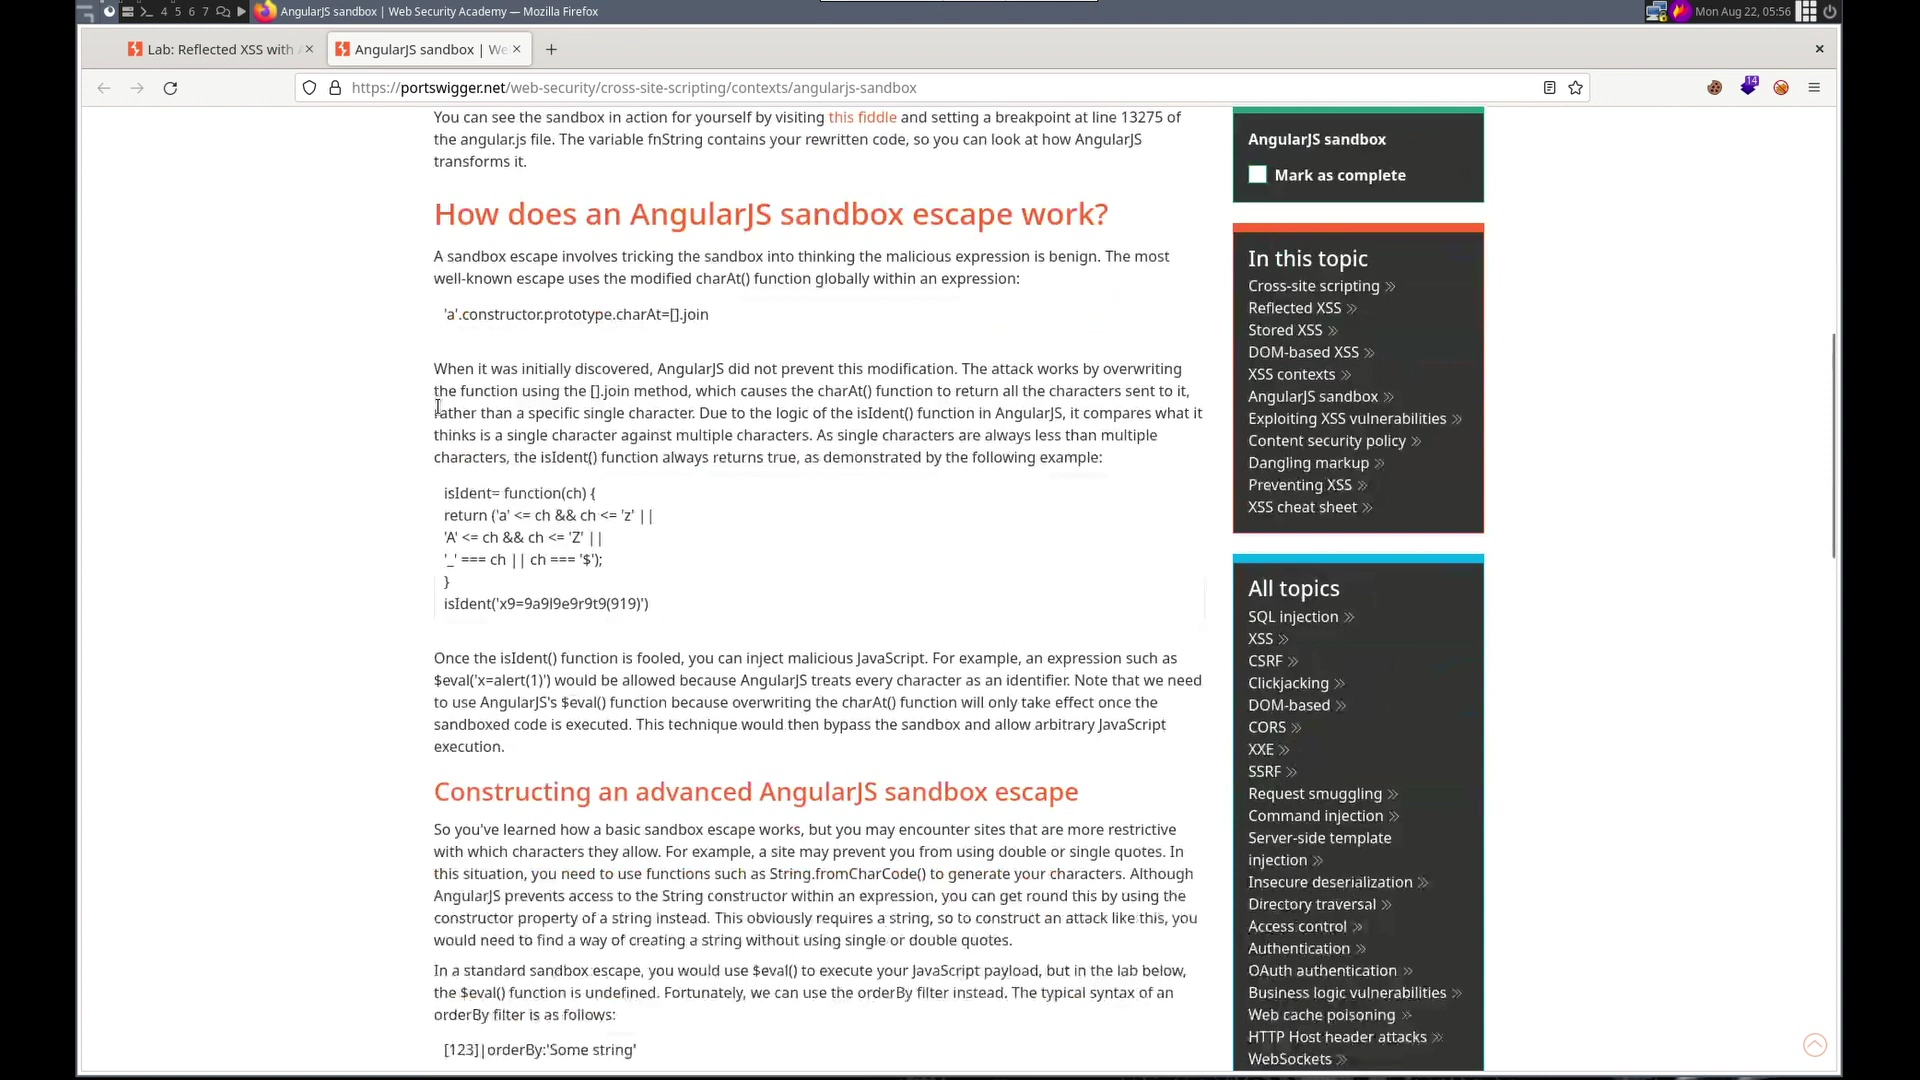 4 5 6 7
AngularJS sandbox | Web Security Academy — Mozilla Firefox
Mon Aug 22, 05:56
Lab: Reflected XSS with
AngularJS sandbox | We
https://portswigger.net/web-security/cross-site-scripting/contexts/angularjs-sandbox
14
You can see the sandbox in action for yourself by visiting this fiddle and setting a breakpoint at line 13275 of
the angular.js file. The variable fnString contains your rewritten code, so you can look at how AngularJS
transforms it.
How does an AngularJS sandbox escape work?
A sandbox escape involves tricking the sandbox into thinking the malicious expression is benign. The most
well-known escape uses the modified charAt() function globally within an expression:
'a'.constructor.prototype.charAt=[].join
When it was initially discovered, AngularJS did not prevent this modification. The attack works by overwriting
the function using the [].join method, which causes the charAt() function to return all the characters sent to it,
rather than a specific single character. Due to the logic of the isIdent() function in AngularJS, it compares what it
thinks is a single character against multiple characters. As single characters are always less than multiple
characters, the isIdent() function always returns true, as demonstrated by the following example:
isIdent= function(ch) {
return ('a' <= ch && ch <= 'z' ||
'A' <= ch && ch <= 'Z' ||
'_' === ch || ch === '$');
}
isIdent('x9=9a9l9e9r9t9(919)')
Once the isIdent() function is fooled, you can inject malicious JavaScript. For example, an expression such as
$eval('x=alert(1)') would be allowed because AngularJS treats every character as an identifier. Note that we need
to use AngularJS's $eval() function because overwriting the charAt() function will only take effect once the
sandboxed code is executed. This technique would then bypass the sandbox and allow arbitrary JavaScript
execution.
Constructing an advanced AngularJS sandbox escape
So you've learned how a basic sandbox escape works, but you may encounter sites that are more restrictive
with which characters they allow. For example, a site may prevent you from using double or single quotes. In
this situation, you need to use functions such as String.fromCharCode() to generate your characters. Although
AngularJS prevents access to the String constructor within an expression, you can get round this by using the
constructor property of a string instead. This obviously requires a string, so to construct an attack like this, you
would need to find a way of creating a string without using single or double quotes.
In a standard sandbox escape, you would use $eval() to execute your JavaScript payload, but in the lab below,
the $eval() function is undefined. Fortunately, we can use the orderBy filter instead. The typical syntax of an
orderBy filter is as follows:
[123]|orderBy:'Some string'
AngularJS sandbox
Mark as complete
In this topic
Cross-site scripting »
Reflected XSS »
Stored XSS »
DOM-based XSS »
XSS contexts »
AngularJS sandbox »
Exploiting XSS vulnerabilities »
Content security policy »
Dangling markup »
Preventing XSS »
XSS cheat sheet »
All topics
SQL injection »
XSS »
CSRF »
Clickjacking »
DOM-based »
CORS »
XXE »
SSRF »
Request smuggling »
Command injection »
Server-side template
injection »
Insecure deserialization »
Directory traversal »
Access control »
Authentication »
OAuth authentication »
Business logic vulnerabilities »
Web cache poisoning »
HTTP Host header attacks »
WebSockets »